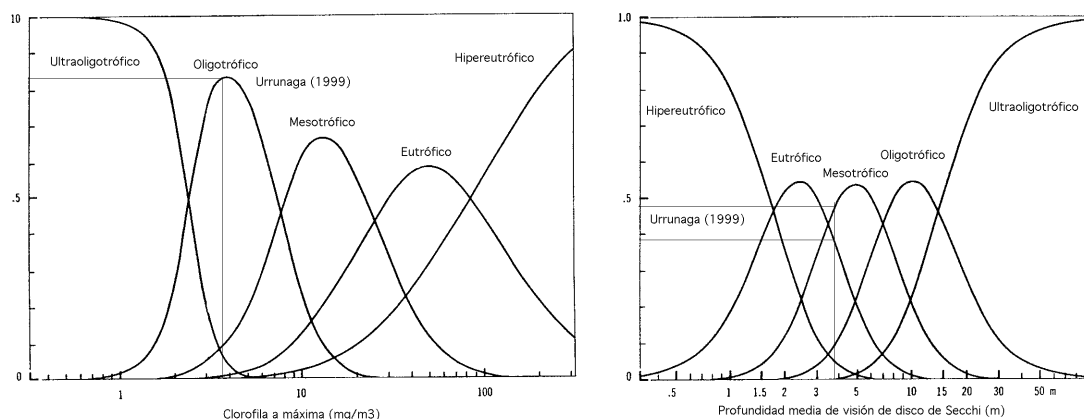 10
Ultraoligotrófico
Oligotrófico
Urrunaga (1999)
Mesotrófico
Eutrófico
Hipereutrófico
.5
0
1
10
100
Clorofila a máxima (mg/m3)
1.0
Hipereutrófico
Eutrófico
Mesotrófico
Oligotrófico
Ultraoligotrófico
.5
Urrunaga (1999)
0
.5 1 1.5 2 3 5 10 15 20 30 50 m
Profundidad media de visión de disco de Secchi (m)